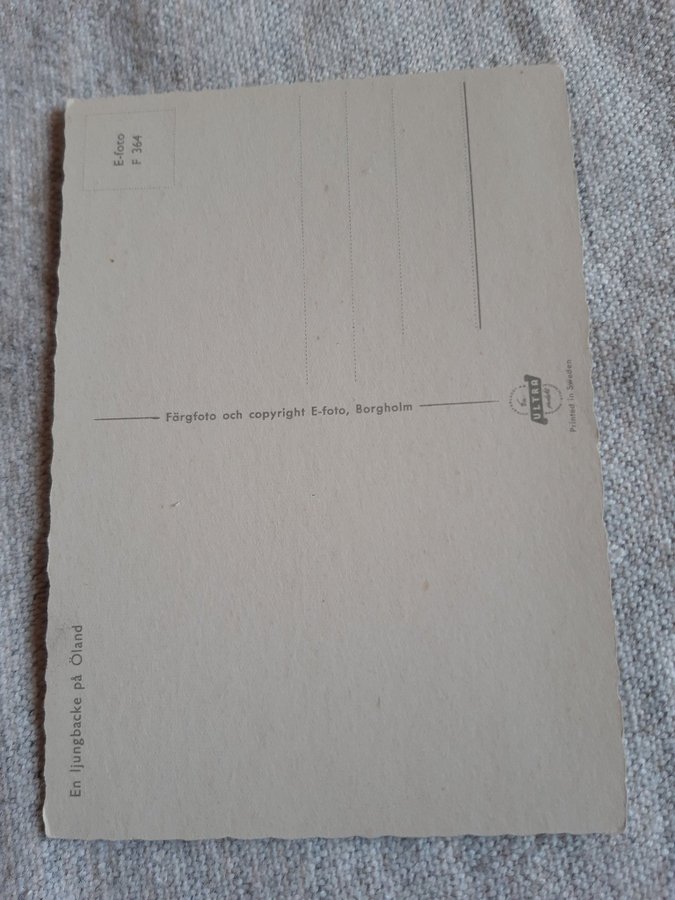 En ljungbacke på Öland
E-foto
F 364
Färgfoto och copyright E-foto, Borgholm
ULTRA
Printed in Sweden